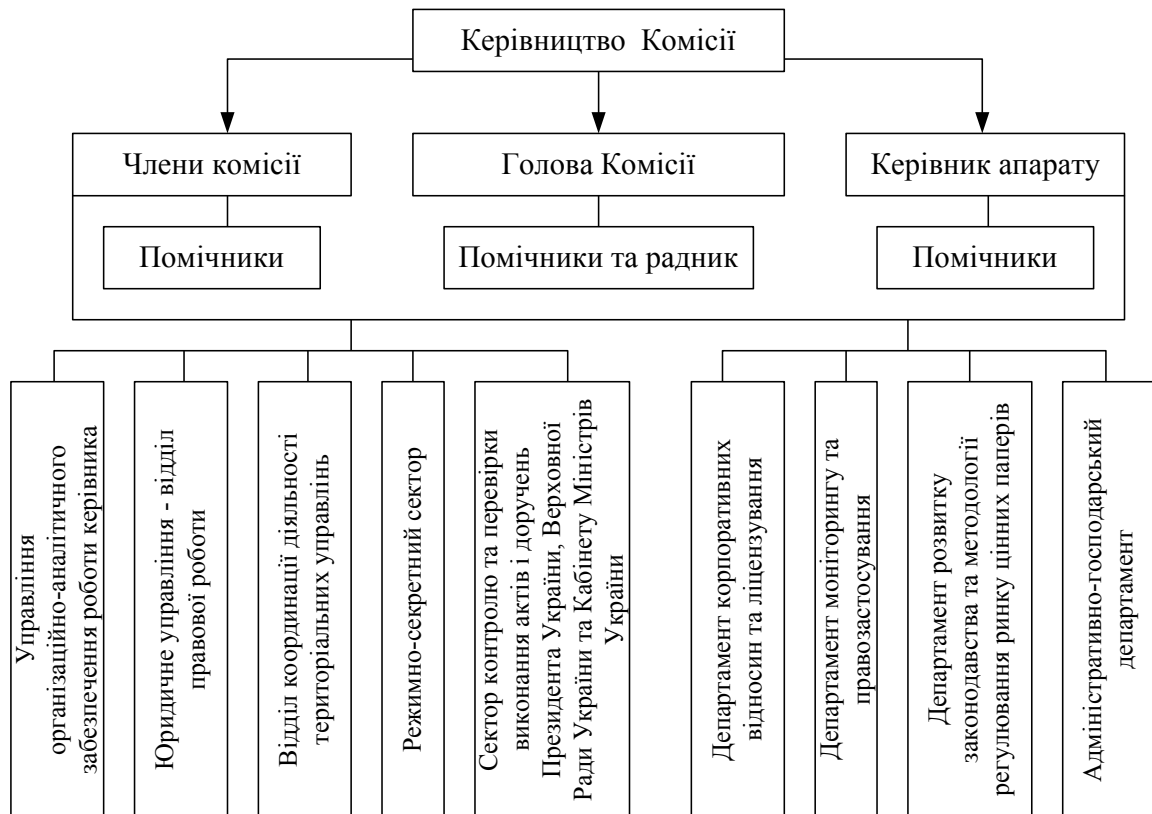 Керівництво Комісії
Члени комісії
Голова Комісії
Керівник апарату
Помічники
Помічники та радник
Помічники
Управління
організаційно-аналітичного
забезпечення роботи керівника
Юридичне управління - відділ
правової роботи
Відділ координації діяльності
територіальних управлінь
Режимно-секретний сектор
Сектор контролю та перевірки
виконання актів і доручень
Президента України, Верховної
Ради України та Кабінету Міністрів
України
Департамент корпоративних
відносин та ліцензування
Департамент моніторингу та
правозастосування
Департамент розвитку
законодавства та методології
регулювання ринку цінних паперів
Адміністративно-господарський
департамент